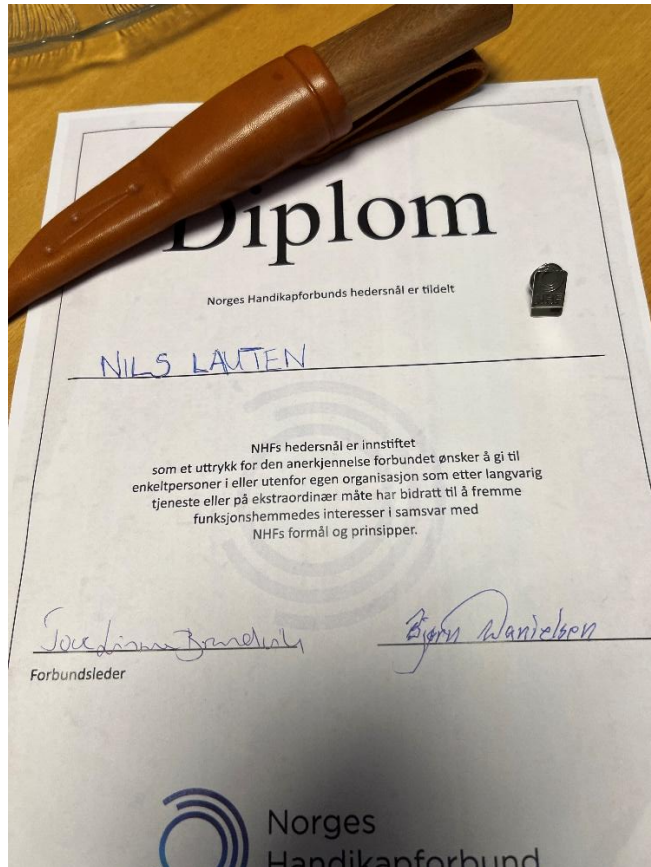 Diplom
Norges Handikapforbunds hedersnål er tildelt
NILS LAUTEN
NHFs hedersnål er innstiftet
som et uttrykk for den anerkjennelse forbundet ønsker å gi til
enkeltpersoner i eller utenfor egen organisasjon som etter langvarig
tjeneste eller på ekstraordinær måte har bidratt til å fremme
funksjonshemmedes interesser i samsvar med
NHFs formål og prinsipper.
Bjørn Danielsen
Forbundsleder
Norges
Handikapforbund